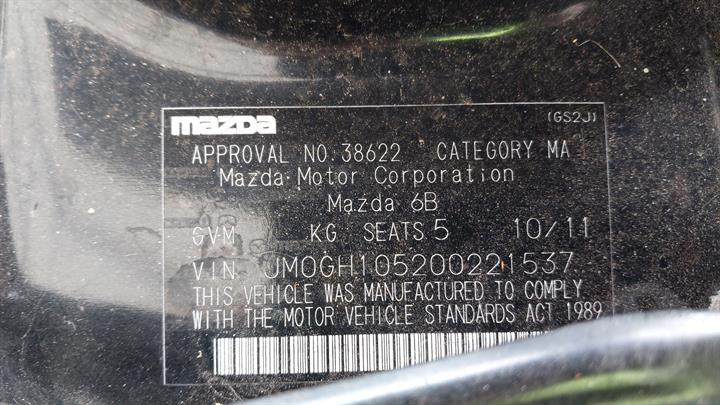 mazda
(GS2J)
APPROVAL NO.38622 CATEGORY MA
Mazda Motor Corporation
Mazda 6B
GVM KG SEATS 5 10/11
VIN JM0GH105200221537
THIS VEHICLE WAS MANUFACTURED TO COMPLY
WITH THE MOTOR VEHICLE STANDARDS ACT 1989